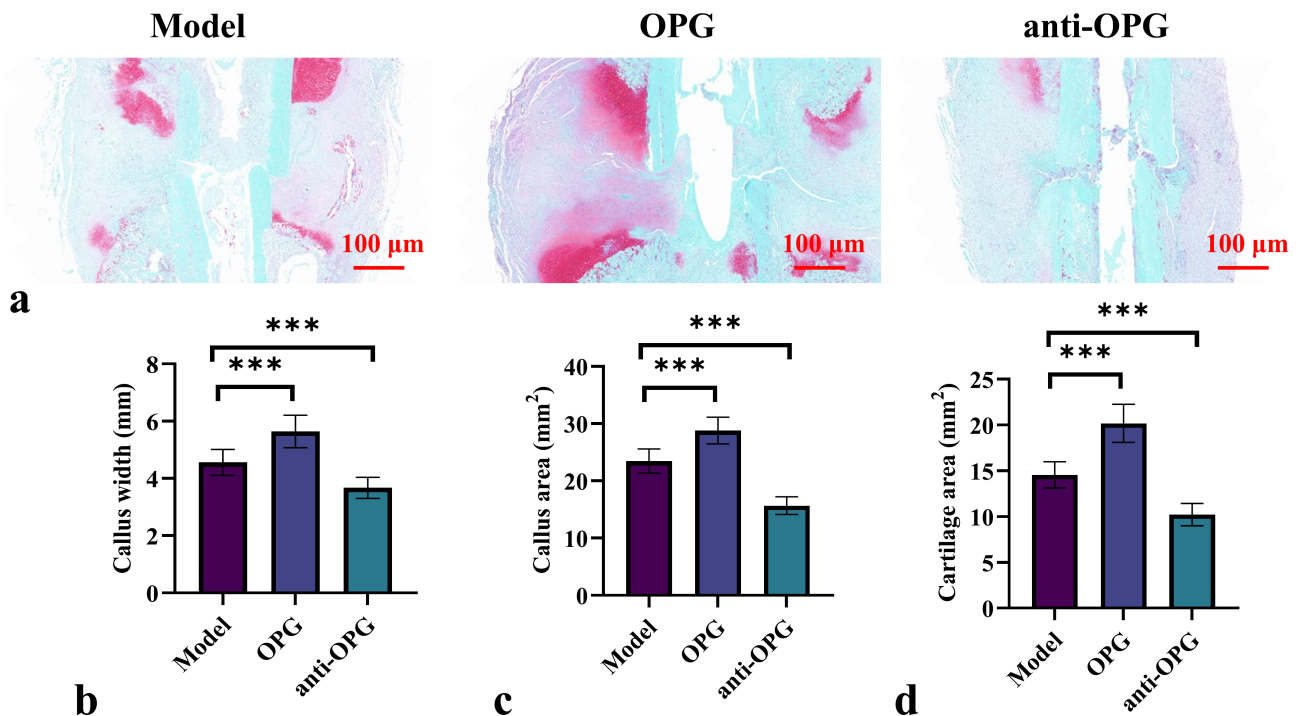 Model
OPG
anti-OPG
100 μm
100 μm
100 μm
a
***
***
8
6
4
2
0
Callus width (mm)
Model
OPG
anti-OPG
b
***
***
40
30
20
10
0
Callus area (mm²)
Model
OPG
anti-OPG
c
***
***
25
20
15
10
5
0
Cartilage area (mm²)
Model
OPG
anti-OPG
d